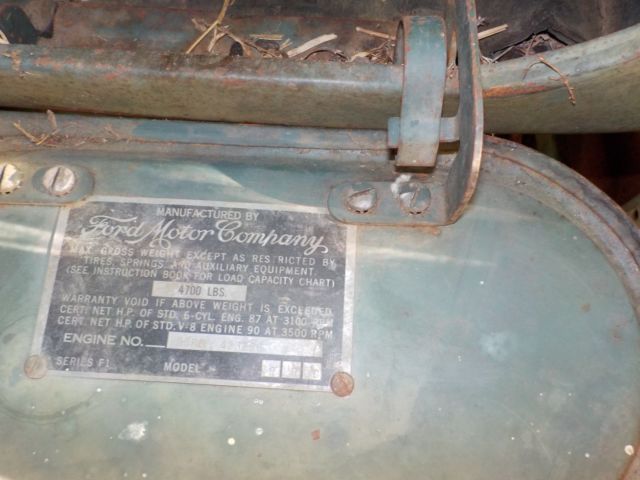 MANUFACTURED BY
Ford Motor Company
MAX. GROSS WEIGHT EXCEPT AS RESTRICTED BY
TIRES, SPRINGS AND AUXILIARY EQUIPMENT.
(SEE INSTRUCTION BOOK FOR LOAD CAPACITY CHART)
4700 LBS.
WARRANTY VOID IF ABOVE WEIGHT IS EXCEEDED
CERT. NET H.P. OF STD. 6-CYL. ENG. 87 AT 3100 RPM
CERT. NET H.P. OF STD. V-8 ENGINE 90 AT 3500 RPM
ENGINE NO.
SERIES F1 MODEL